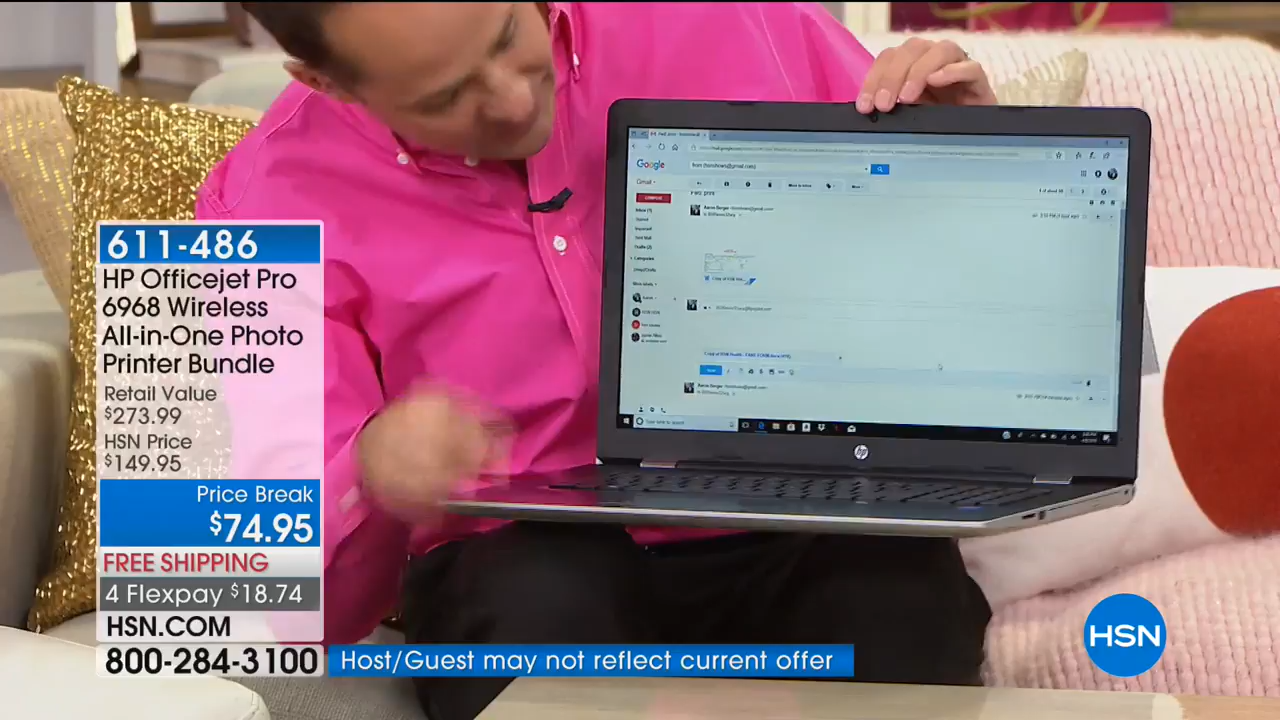 611-486
HP Officejet Pro
6968 Wireless
All-in-One Photo
Printer Bundle
Retail Value
$273.99
HSN Price
$149.95
Price Break
$74.95
FREE SHIPPING
4 Flexpay $18.74
HSN.COM
800-284-3100
Host/Guest may not reflect current offer
HSN
Google
Gmail
COMPOSE
hp